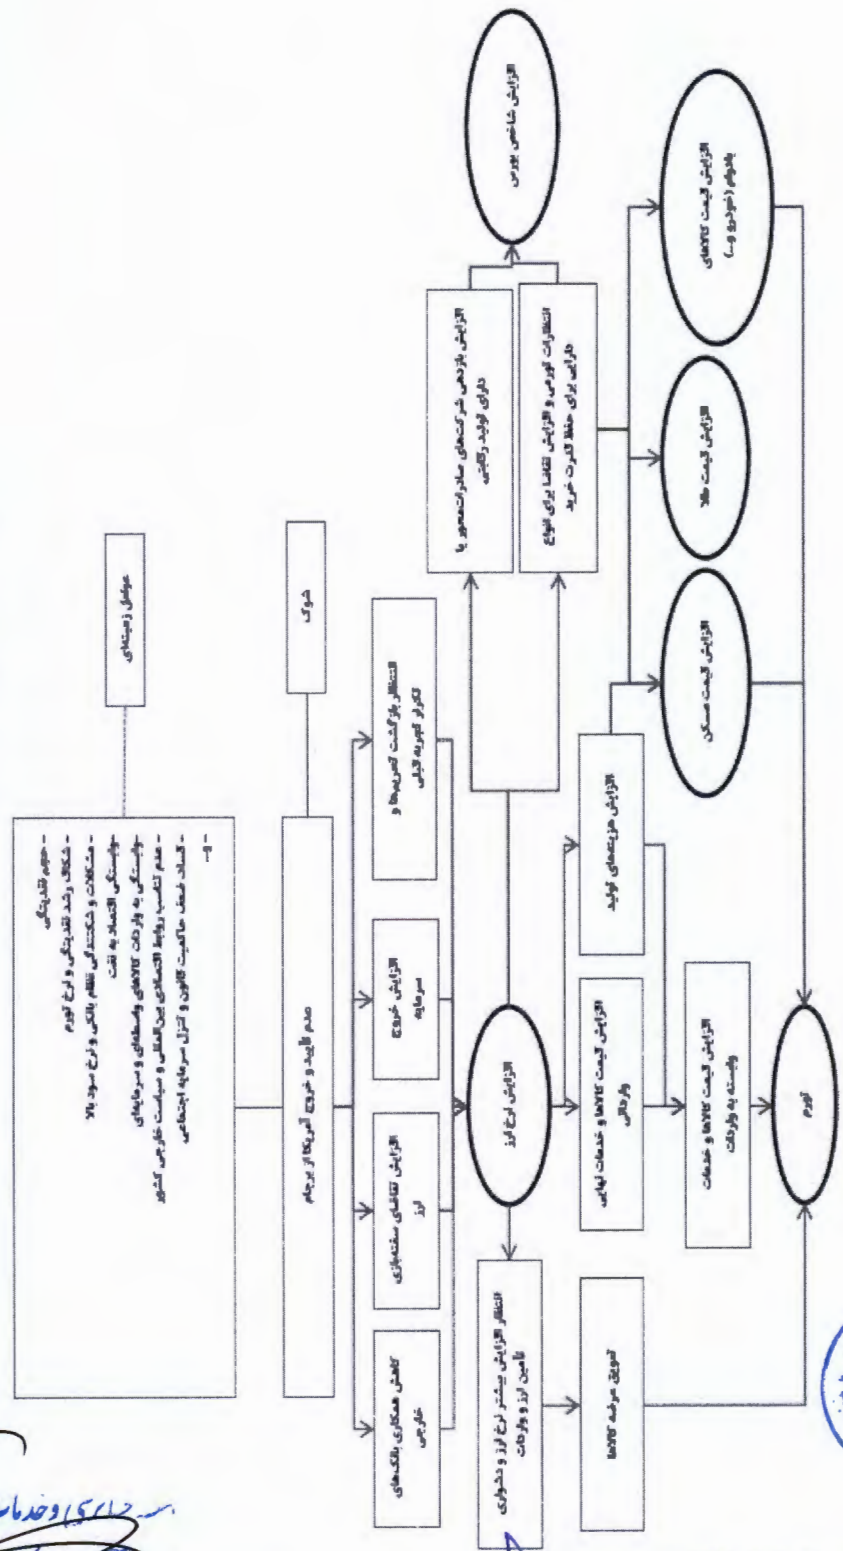 عوامل زمینه‌ای
- حجم نقدینگی
- شکاف رشد نقدینگی و نرخ تورم
- مشکلات و شکنندگی نظام بانکی و نرخ سود بالا
-وابستگی اقتصاد به نفت
-وابستگی به واردات کالاهای واسطه‌ای و سرمایه‌ای
- عدم تناسب روابط اقتصادی بین‌المللی و سیاست خارجی کشور
- فساد، ضعف حاکمیت قانون و تنزل سرمایه اجتماعی
- ...
شوک
عدم تأیید و خروج آمریکا از برجام
انتظار بازگشت تحریم‌ها و
تکرار تجربه قبلی
افزایش خروج
سرمایه
افزایش تقاضای سفته‌بازی
ارز
کاهش همکاری بانک‌های
خارجی
افزایش نرخ ارز
افزایش بازدهی شرکت‌های صادرات‌محور یا
دارای تولید رقابتی
انتظارات تورمی و افزایش تقاضا برای انواع
دارایی برای حفظ قدرت خرید
افزایش شاخص بورس
انتظار افزایش بیشتر نرخ ارز و دشواری
تأمین ارز و واردات
افزایش هزینه‌های تولید
افزایش قیمت کالاها و خدمات نهایی
وارداتی
تعویق عرضه کالاها
افزایش قیمت کالاهای
بادوام (خودرو و...)
افزایش قیمت طلا
افزایش قیمت مسکن
افزایش قیمت کالاها و خدمات
وابسته به واردات
تورم